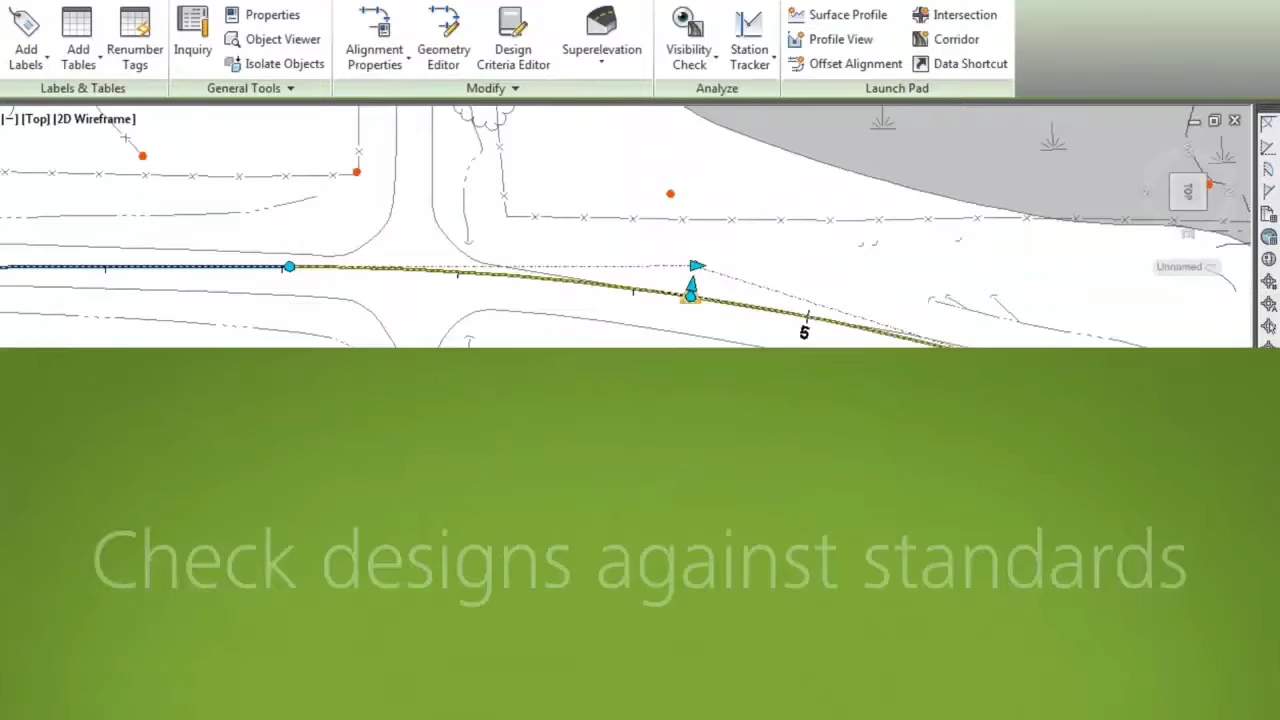 Add Labels
Add Tables
Renumber Tags
Labels & Tables
Inquiry
Properties
Object Viewer
Isolate Objects
General Tools
Alignment Properties
Geometry Editor
Design Criteria Editor
Superelevation
Modify
Visibility Check
Station Tracker
Analyze
Surface Profile
Profile View
Offset Alignment
Intersection
Corridor
Data Shortcut
Launch Pad
[−] [Top] [2D Wireframe]
TOP
Unnamed
5
Check designs against standards